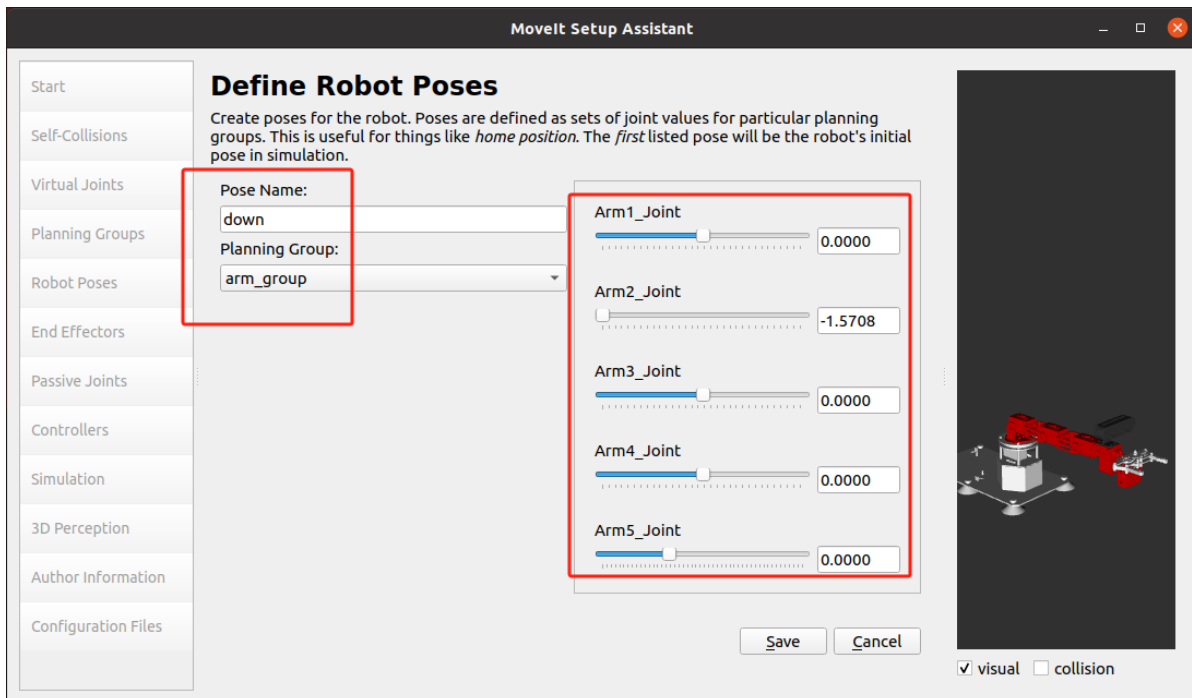 MoveIt Setup Assistant
Start
Self-Collisions
Virtual Joints
Planning Groups
Robot Poses
End Effectors
Passive Joints
Controllers
Simulation
3D Perception
Author Information
Configuration Files
Define Robot Poses
Create poses for the robot. Poses are defined as sets of joint values for particular planning
groups. This is useful for things like home position. The first listed pose will be the robot's initial
pose in simulation.
Pose Name:
down
Planning Group:
arm_group
Arm1_Joint
0.0000
Arm2_Joint
-1.5708
Arm3_Joint
0.0000
Arm4_Joint
0.0000
Arm5_Joint
0.0000
Save
Cancel
visual
collision